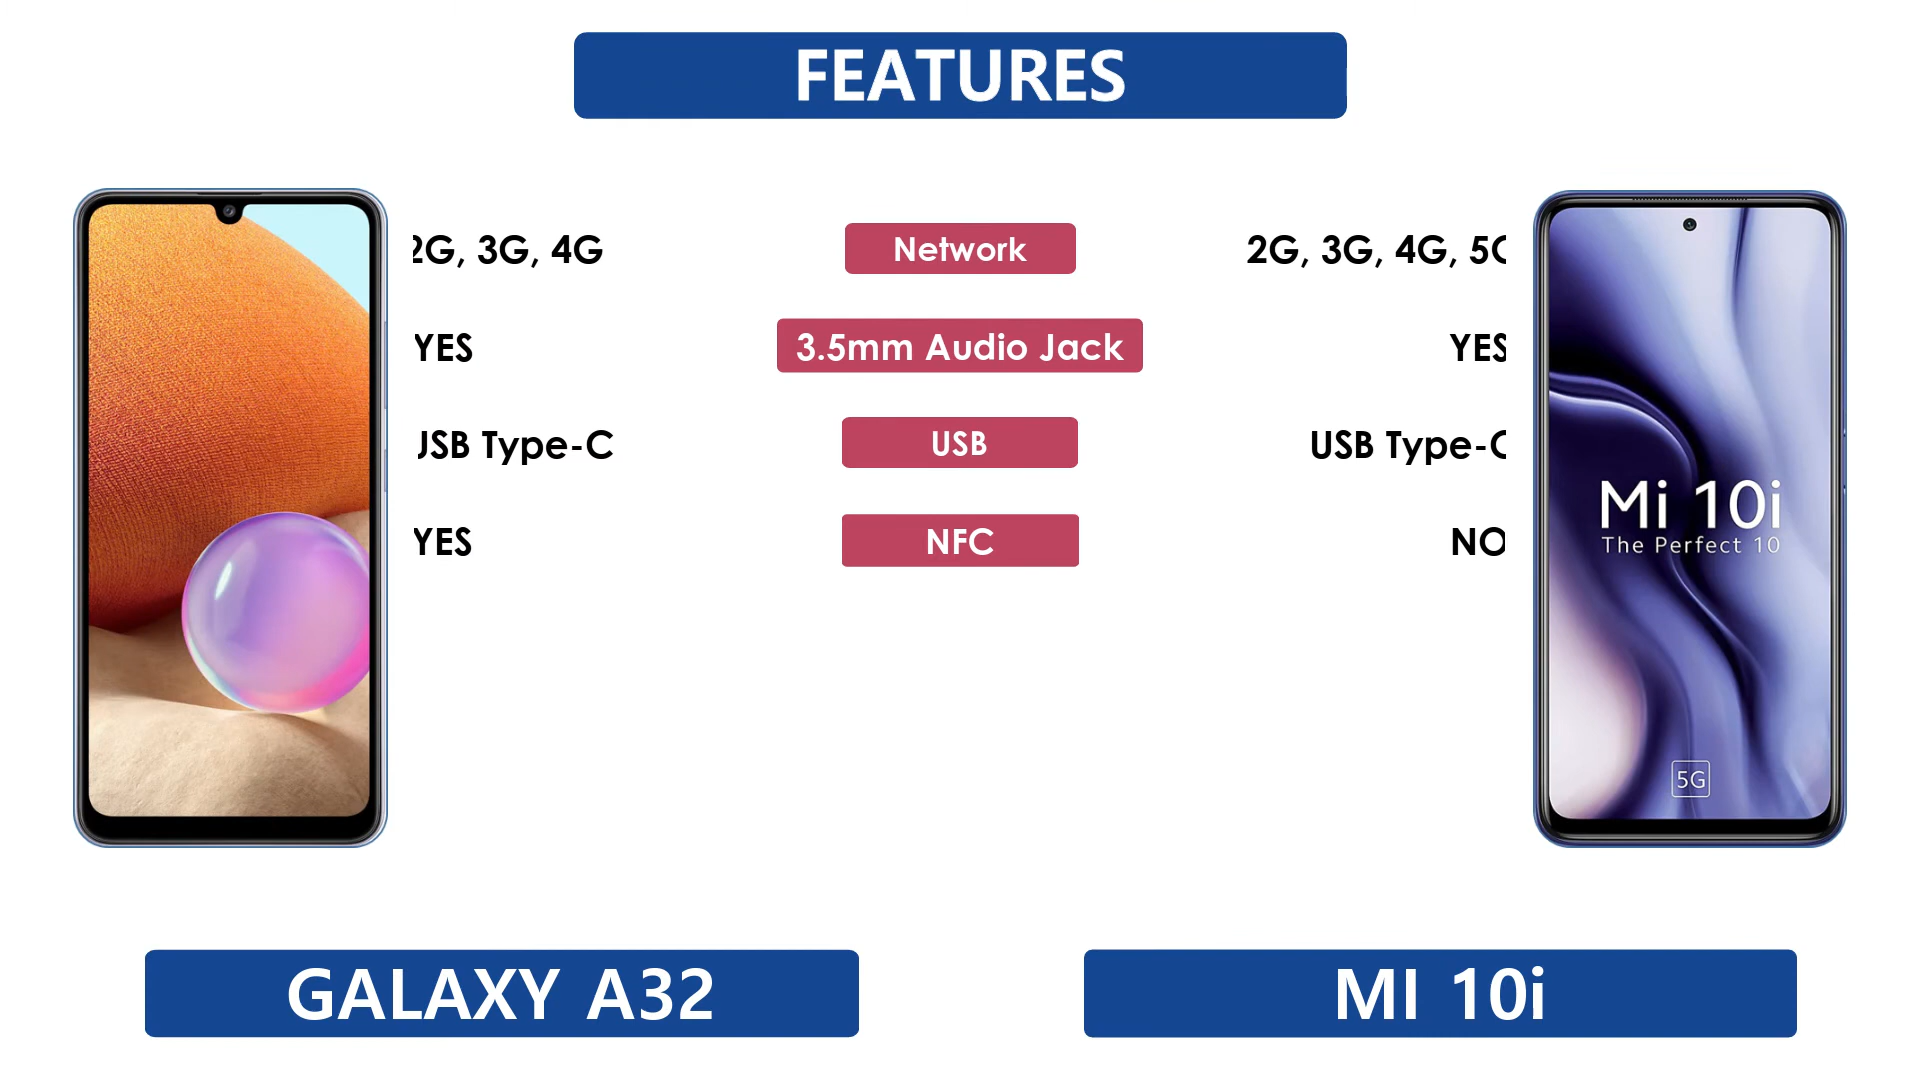 FEATURES
2G, 3G, 4G Network 2G, 3G, 4G, 5G
YES 3.5mm Audio Jack YES
USB Type-C USB USB Type-C
YES NFC NO
Mi 10i
The Perfect 10
5G
GALAXY A32 MI 10i